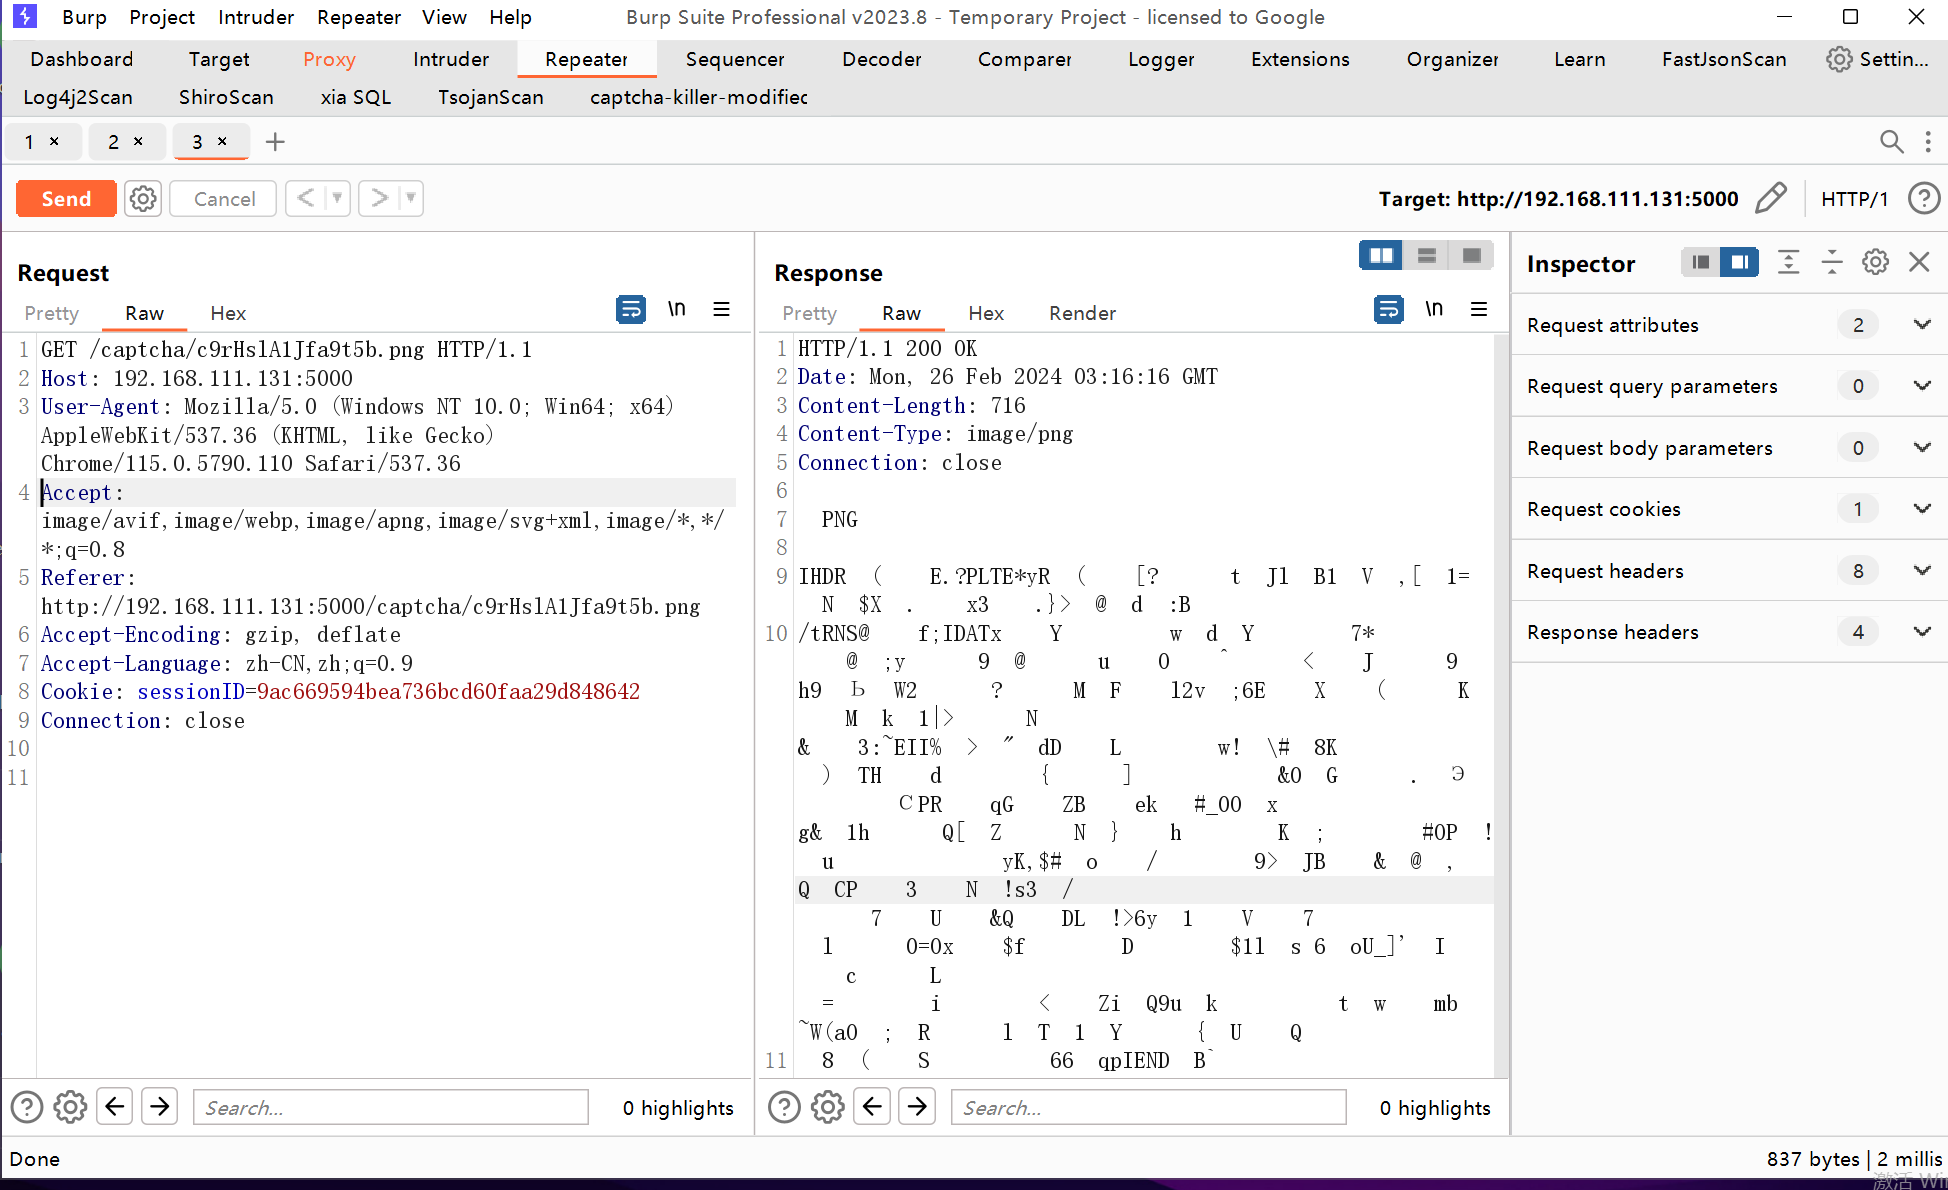 Burp Project Intruder Repeater View Help Burp Suite Professional v2023.8 - Temporary Project - licensed to Google
Dashboard Target Proxy Intruder Repeater Sequencer Decoder Comparer Logger Extensions Organizer Learn FastJsonScan Settin...
Log4j2Scan ShiroScan xia SQL TsojanScan captcha-killer-modified
1 × 2 × 3 × +
Send Cancel < > Target: http://192.168.111.131:5000 HTTP/1 ?
Request
Pretty Raw Hex \n
1 GET /captcha/c9rHslA1Jfa9t5b.png HTTP/1.1
2 Host: 192.168.111.131:5000
3 User-Agent: Mozilla/5.0 (Windows NT 10.0; Win64; x64)
AppleWebKit/537.36 (KHTML, like Gecko)
Chrome/115.0.5790.110 Safari/537.36
4 Accept:
image/avif,image/webp,image/apng,image/svg+xml,image/*,*/
*;q=0.8
5 Referer:
http://192.168.111.131:5000/captcha/c9rHslA1Jfa9t5b.png
6 Accept-Encoding: gzip, deflate
7 Accept-Language: zh-CN,zh;q=0.9
8 Cookie: sessionID=9ac669594bea736bcd60faa29d848642
9 Connection: close
10
11
Search...
0 highlights
Response
Pretty Raw Hex Render \n
1 HTTP/1.1 200 OK
2 Date: Mon, 26 Feb 2024 03:16:16 GMT
3 Content-Length: 716
4 Content-Type: image/png
5 Connection: close
6
7 PNG
8
9 IHDR ( E.?PLTE*yR ( [? t Jl B1 V ,[ 1=
N $X . x3 .}> @ d :B
10 /tRNS@ f;IDATx Y w d Y 7*
@ ;y 9 @ u 0 ^ < J 9
h9 Ь W2 ? M F l2v ;6E X ( K
M k 1|> N
& 3:~EII% > " dD L w! \# 8K
) TH d { ] &0 G . Э
С PR qG ZB ek #_00 x
g& 1h Q[ Z N } h K ; #0P !
u yK,$# o / 9> JB & @ ,
Q CP 3 N !s3 /
7 U &Q DL !>6y 1 V 7
l 0=0x $f D $1l s 6 oU_]' I
c L
= i < Zi Q9u k t w mb
~W(a0 ; R l T 1 Y { U Q
11 8 ( S 66 qpIEND B`
Search...
0 highlights
Inspector
Request attributes 2
Request query parameters 0
Request body parameters 0
Request cookies 1
Request headers 8
Response headers 4
Done
837 bytes | 2 millis